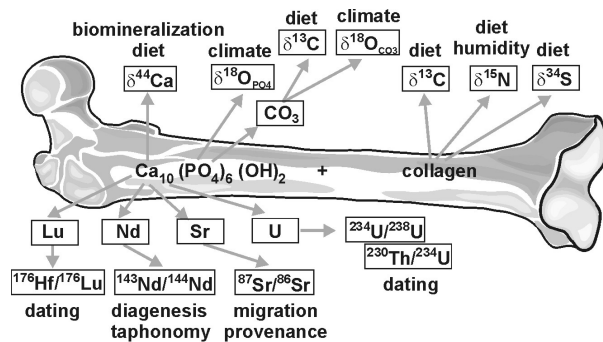 biomineralization
diet
δ⁴⁴Ca
climate
δ¹⁸O_PO4
diet
δ¹³C
climate
δ¹⁸O_CO3
CO₃
diet
δ¹³C
diet
humidity
δ¹⁵N
diet
δ³⁴S
Ca₁₀ (PO₄)₆ (OH)₂ + collagen
Lu
Nd
Sr
U
²³⁴U/²³⁸U
²³⁰Th/²³⁴U
dating
¹⁷⁶Hf/¹⁷⁶Lu
dating
¹⁴³Nd/¹⁴⁴Nd
diagenesis
taphonomy
⁸⁷Sr/⁸⁶Sr
migration
provenance